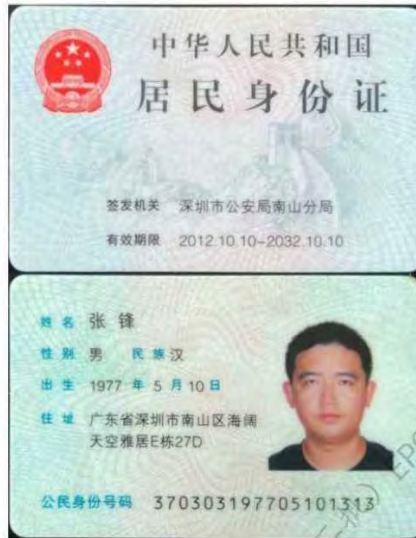 中华人民共和国
居民身份证
签发机关 深圳市公安局南山分局
有效期限 2012.10.10-2032.10.10
姓名 张锋
性别 男 民族 汉
出生 1977 年 5 月 10 日
住址 广东省深圳市南山区海阔
天空雅居E栋27D
公民身份号码 370303197705101313